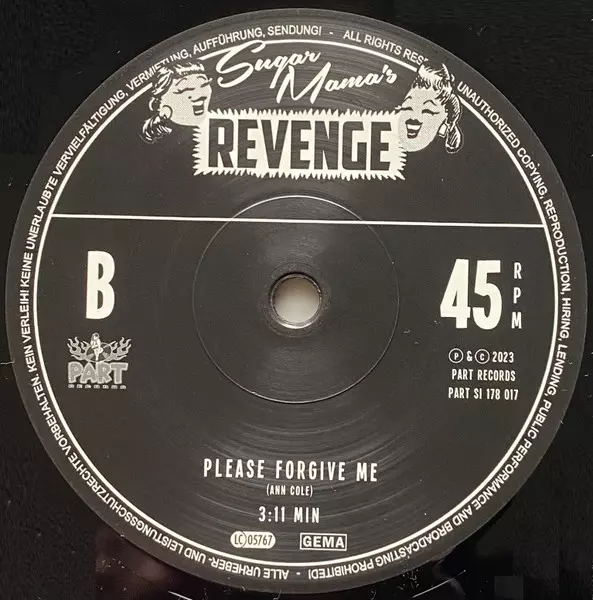 ALLE URHEBER- UND LEISTUNGSSCHUTZRECHTE VORBEHALTEN. KEIN VERLEIH! KEINE UNERLAUBTE VERVIELFÄLTIGUNG, VERMIETUNG, AUFFÜHRUNG, SENDUNG! - ALL RIGHTS UNAUTHORIZED COPYING, REPRODUCTION, HIRING, LENDING, PUBLIC PERFORMANCE AND BROADCASTING PROHIBITED! -
Sugar
Mama's
REVENGE
B
45
RPM
PART
RECORDS
Ⓟ & Ⓒ 2023
PART RECORDS
PART SI 178 017
PLEASE FORGIVE ME
(ANN COLE)
3:11 MIN
LC 05767
GEMA